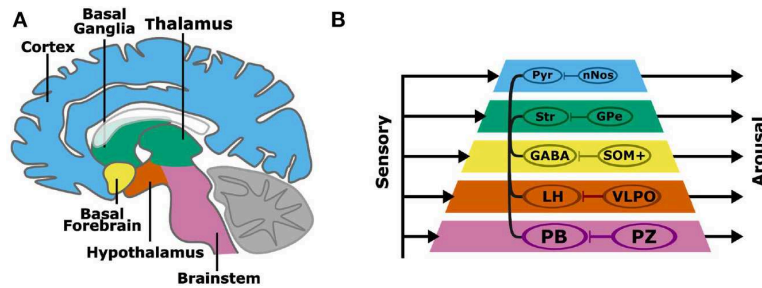 A
Basal
Ganglia
Thalamus
Cortex
Basal
Forebrain
Hypothalamus
Brainstem
B
Sensory
Pyr
nNos
Str
GPe
GABA
SOM+
LH
VLPO
PB
PZ
Arousal